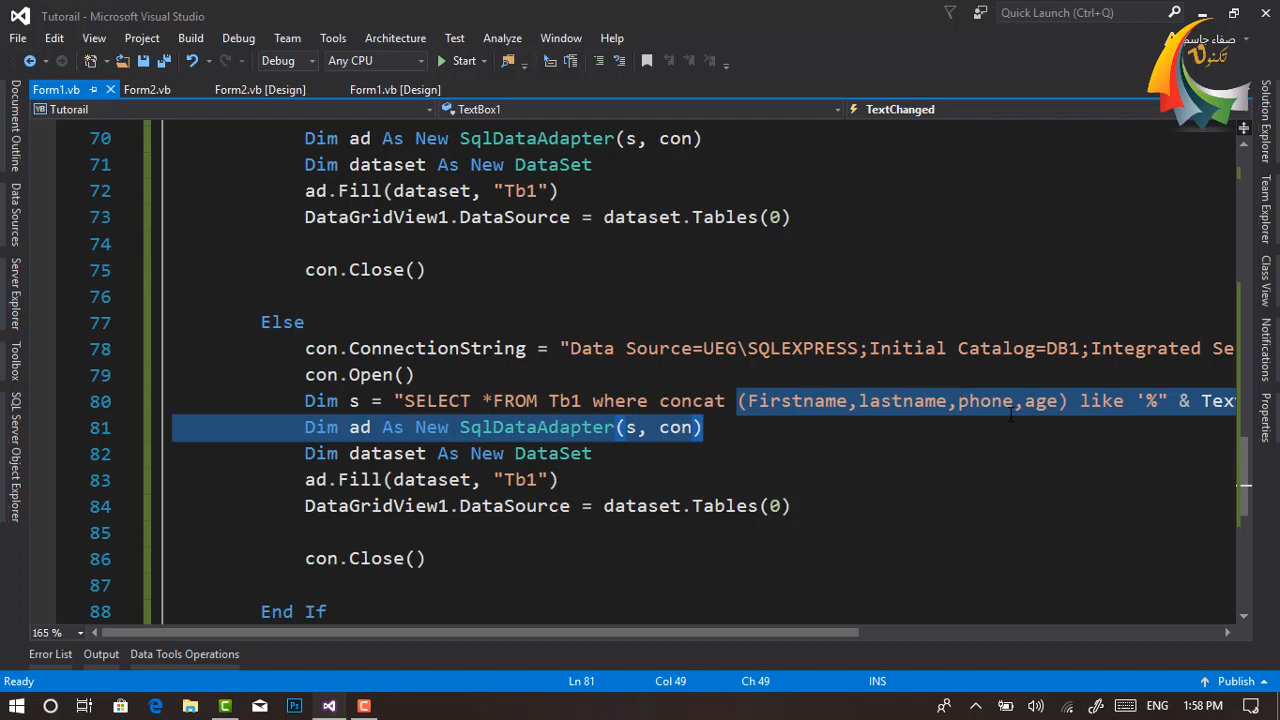 Tutorail - Microsoft Visual Studio
Quick Launch (Ctrl+Q)
File Edit View Project Build Debug Team Tools Architecture Test Analyze Window Help
صفاء جاسم
تكنو
Debug Any CPU Start
Form1.vb Form2.vb Form2.vb [Design] Form1.vb [Design]
Tutorail TextBox1 TextChanged
70 Dim ad As New SqlDataAdapter(s, con)
71 Dim dataset As New DataSet
72 ad.Fill(dataset, "Tb1")
73 DataGridView1.DataSource = dataset.Tables(0)
74
75 con.Close()
76
77 Else
78 con.ConnectionString = "Data Source=UEG\SQLEXPRESS;Initial Catalog=DB1;Integrated Se
79 con.Open()
80 Dim s = "SELECT *FROM Tb1 where concat (Firstname,lastname,phone,age) like '%" & Tex
81 Dim ad As New SqlDataAdapter(s, con)
82 Dim dataset As New DataSet
83 ad.Fill(dataset, "Tb1")
84 DataGridView1.DataSource = dataset.Tables(0)
85
86 con.Close()
87
88 End If
Document Outline
Data Sources
Server Explorer
Toolbox
SQL Server Object Explorer
Solution Explorer
Team Explorer
Class View
Notifications
Properties
165 %
Error List Output Data Tools Operations
Ready Ln 81 Col 49 Ch 49 INS Publish
ENG 1:58 PM